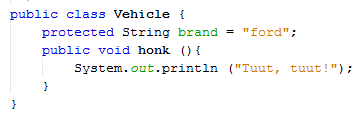 public class Vehicle {
    protected String brand = "ford";
    public void honk (){
        System.out.println ("Tuut, tuut!");
    }
}